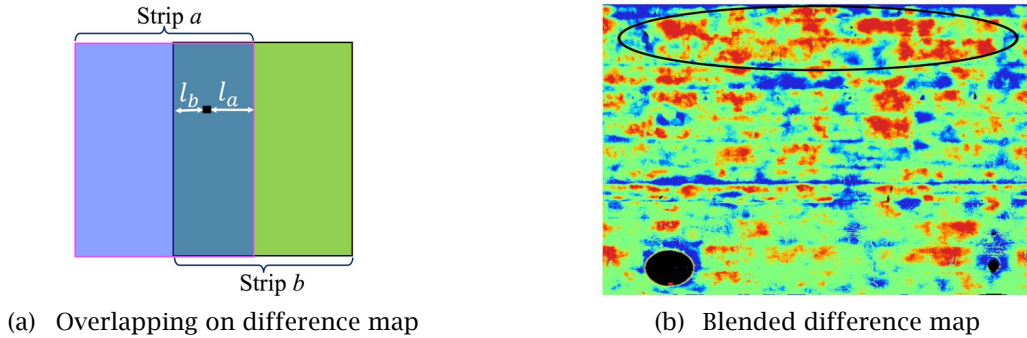 Strip a
l_b l_a
Strip b
(a) Overlapping on difference map
(b) Blended difference map